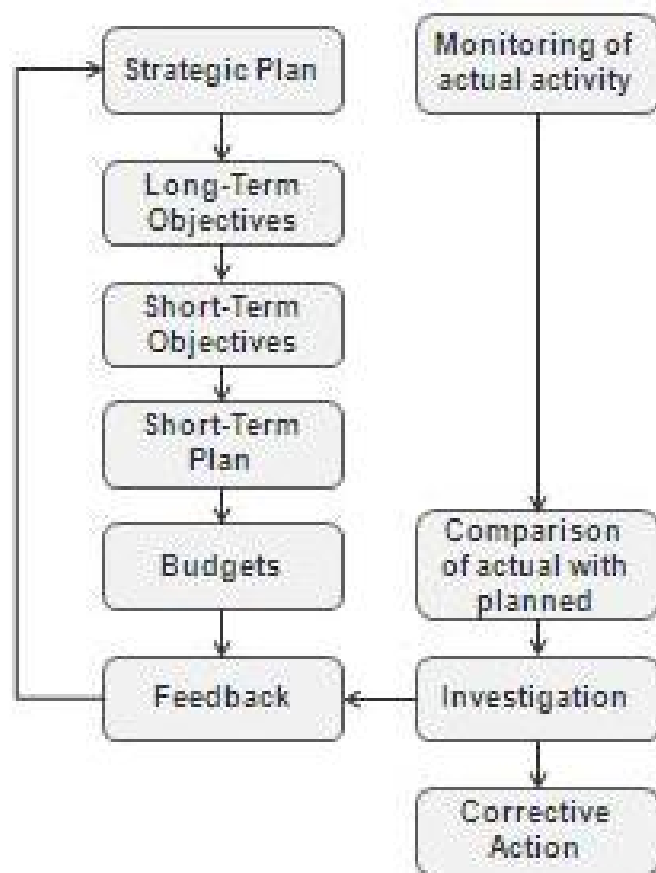 Strategic Plan
Long-Term
Objectives
Short-Term
Objectives
Short-Term
Plan
Budgets
Feedback
Monitoring of
actual activity
Comparison
of actual with
planned
Investigation
Corrective
Action